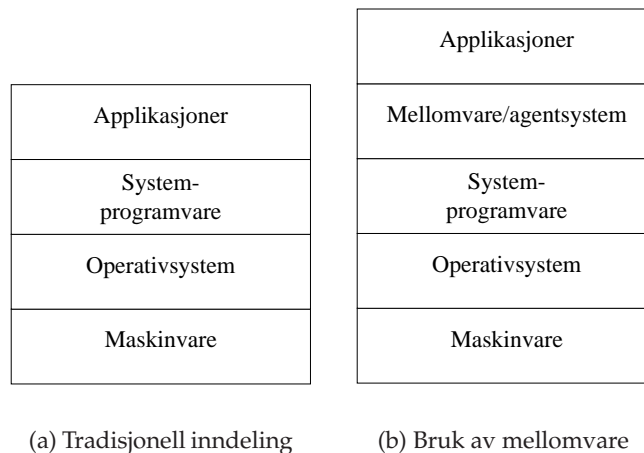 Applikasjoner
System-
programvare
Operativsystem
Maskinvare
(a) Tradisjonell inndeling
Applikasjoner
Mellomvare/agentsystem
System-
programvare
Operativsystem
Maskinvare
(b) Bruk av mellomvare